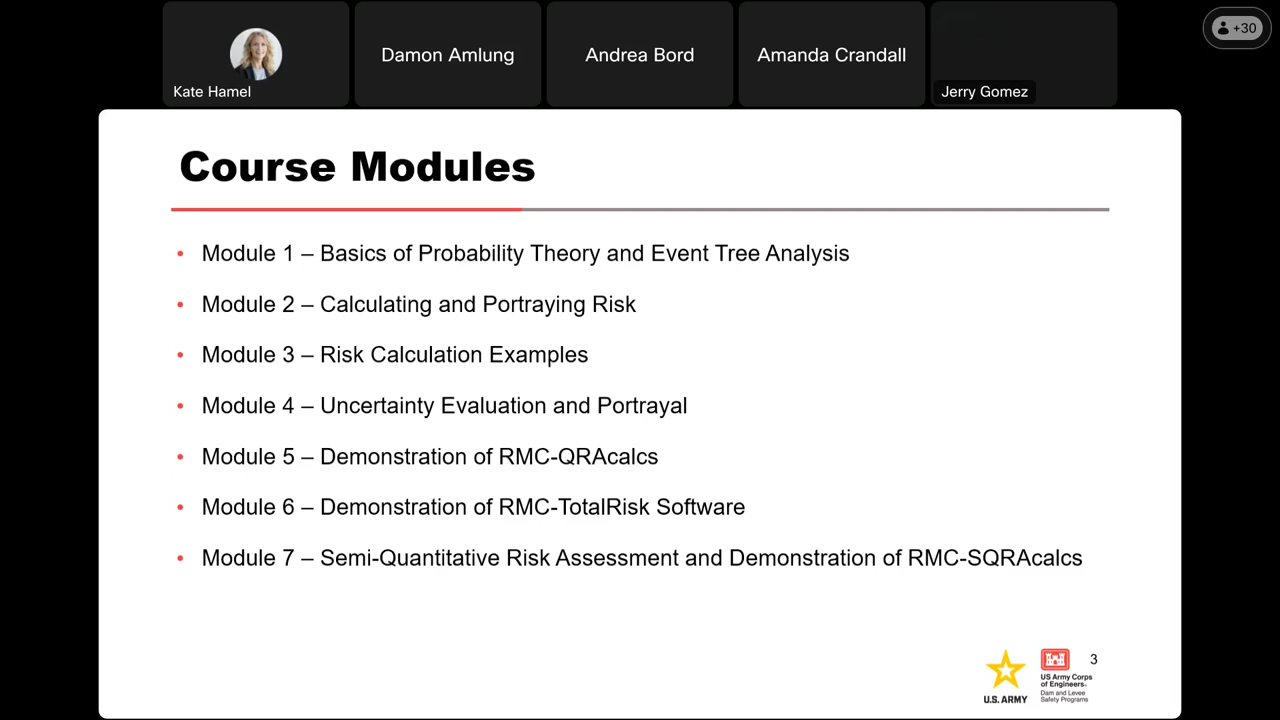 Kate Hamel
Damon Amlung
Andrea Bord
Amanda Crandall
Jerry Gomez
+30
Course Modules
• Module 1 – Basics of Probability Theory and Event Tree Analysis
• Module 2 – Calculating and Portraying Risk
• Module 3 – Risk Calculation Examples
• Module 4 – Uncertainty Evaluation and Portrayal
• Module 5 – Demonstration of RMC-QRAcalcs
• Module 6 – Demonstration of RMC-TotalRisk Software
• Module 7 – Semi-Quantitative Risk Assessment and Demonstration of RMC-SQRAcalcs
U.S. ARMY
US Army Corps
of Engineers®
Dam and Levee
Safety Programs
3